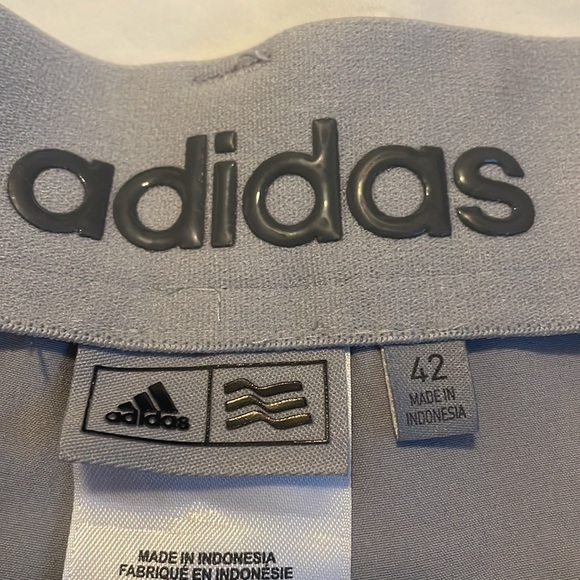 adidas
adidas
42
MADE IN
INDONESIA
MADE IN INDONESIA
FABRIQUÉ EN INDONÉSIE